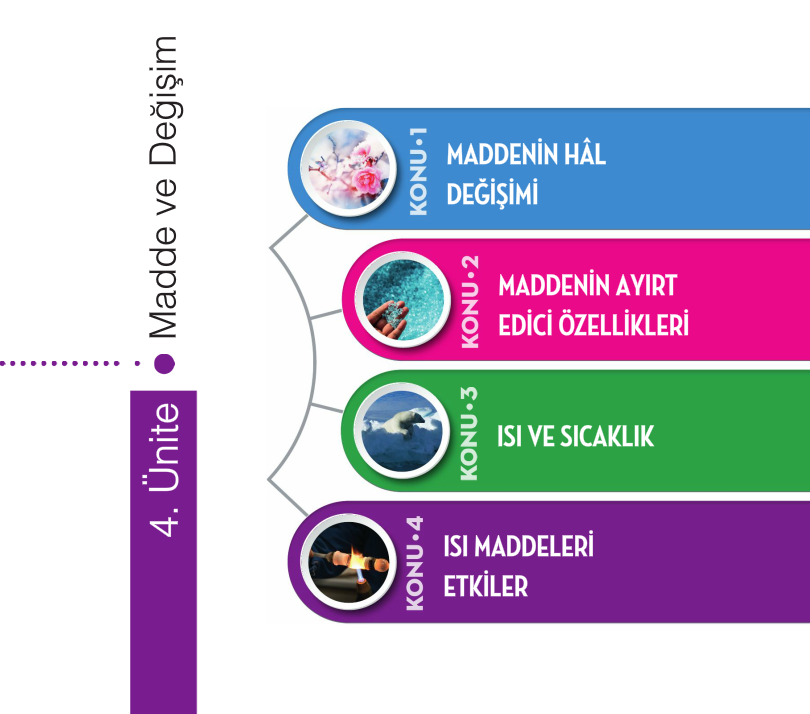 4. Ünite
Madde ve Değişim
KONU•1
MADDENİN HÂL
DEĞİŞİMİ
KONU•2
MADDENİN AYIRT
EDİCİ ÖZELLİKLERİ
KONU•3
ISI VE SICAKLIK
KONU•4
ISI MADDELERİ
ETKİLER